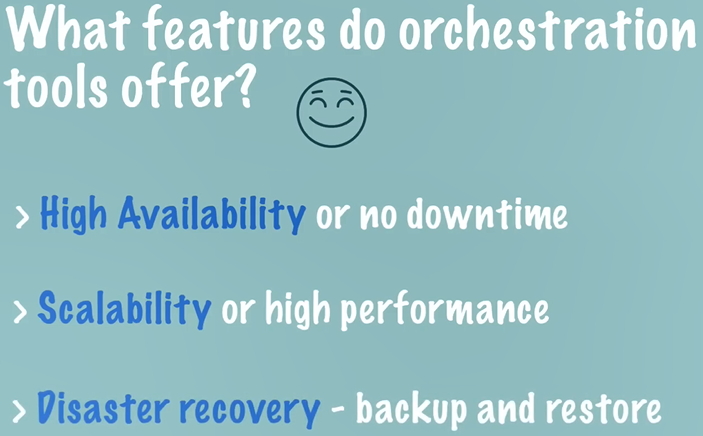 What features do orchestration
tools offer?
> High Availability or no downtime
> Scalability or high performance
> Disaster recovery - backup and restore